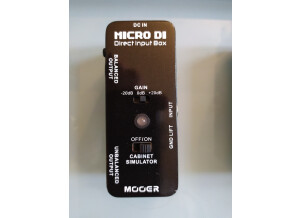 DC IN
MICRO DI
Direct Input Box
BALANCED
OUTPUT
GAIN
-20dB 0dB +20dB
INPUT
GND LIFT
OFF/ON
CABINET
SIMULATOR
UNBALANCED
OUTPUT
MOOER